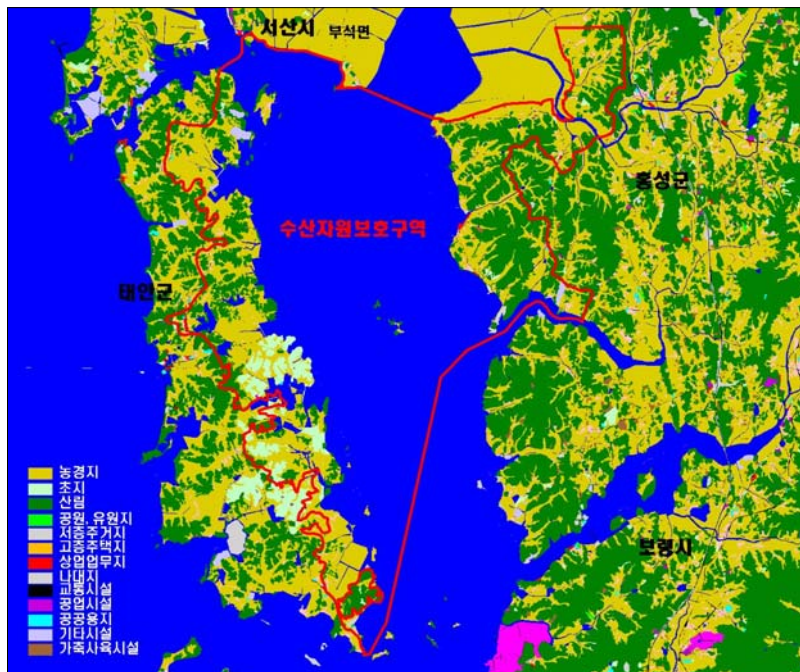 서산시 부석면
홍성군
수산자원보호구역
태안군
보령시
농경지
초지
산림
공원, 유원지
저층주거지
고층주택지
상업업무지
나대지
교통시설
공업시설
공공용지
기타시설
가축사육시설